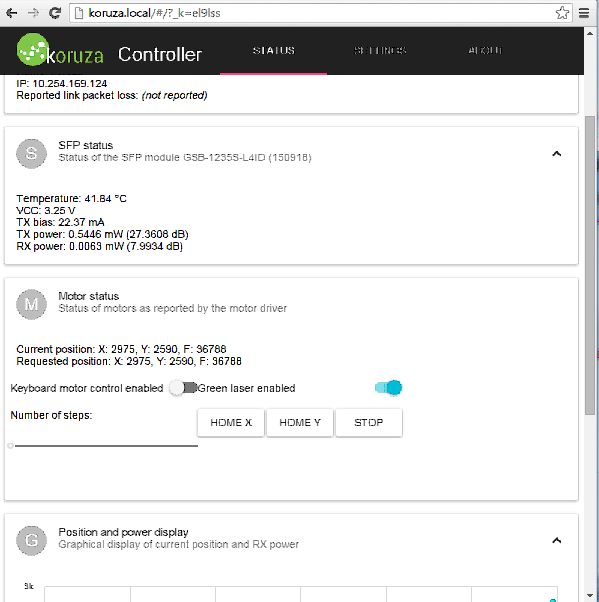 koruza.local/#/?_k=el9lss
koruza Controller STATUS SETTINGS ABOUT
IP: 10.254.169.124
Reported link packet loss: (not reported)
S
SFP status
Status of the SFP module GSB-1235S-L4ID (150918)
Temperature: 41.84 °C
VCC: 3.25 V
TX bias: 22.37 mA
TX power: 0.5446 mW (27.3608 dB)
RX power: 0.0063 mW (7.9934 dB)
M
Motor status
Status of motors as reported by the motor driver
Current position: X: 2975, Y: 2590, F: 36788
Requested position: X: 2975, Y: 2590, F: 36788
Keyboard motor control enabled Green laser enabled
Number of steps:
HOME X HOME Y STOP
G
Position and power display
Graphical display of current position and RX power